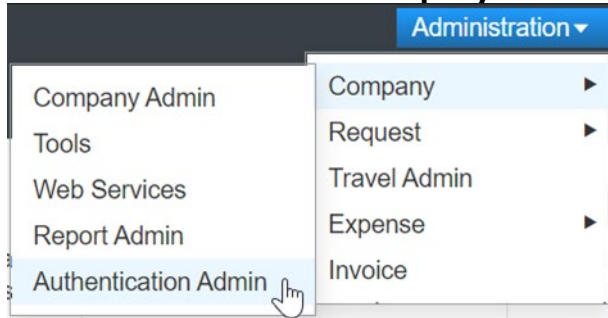 Administration
Company
Request
Travel Admin
Expense
Invoice
Company Admin
Tools
Web Services
Report Admin
Authentication Admin